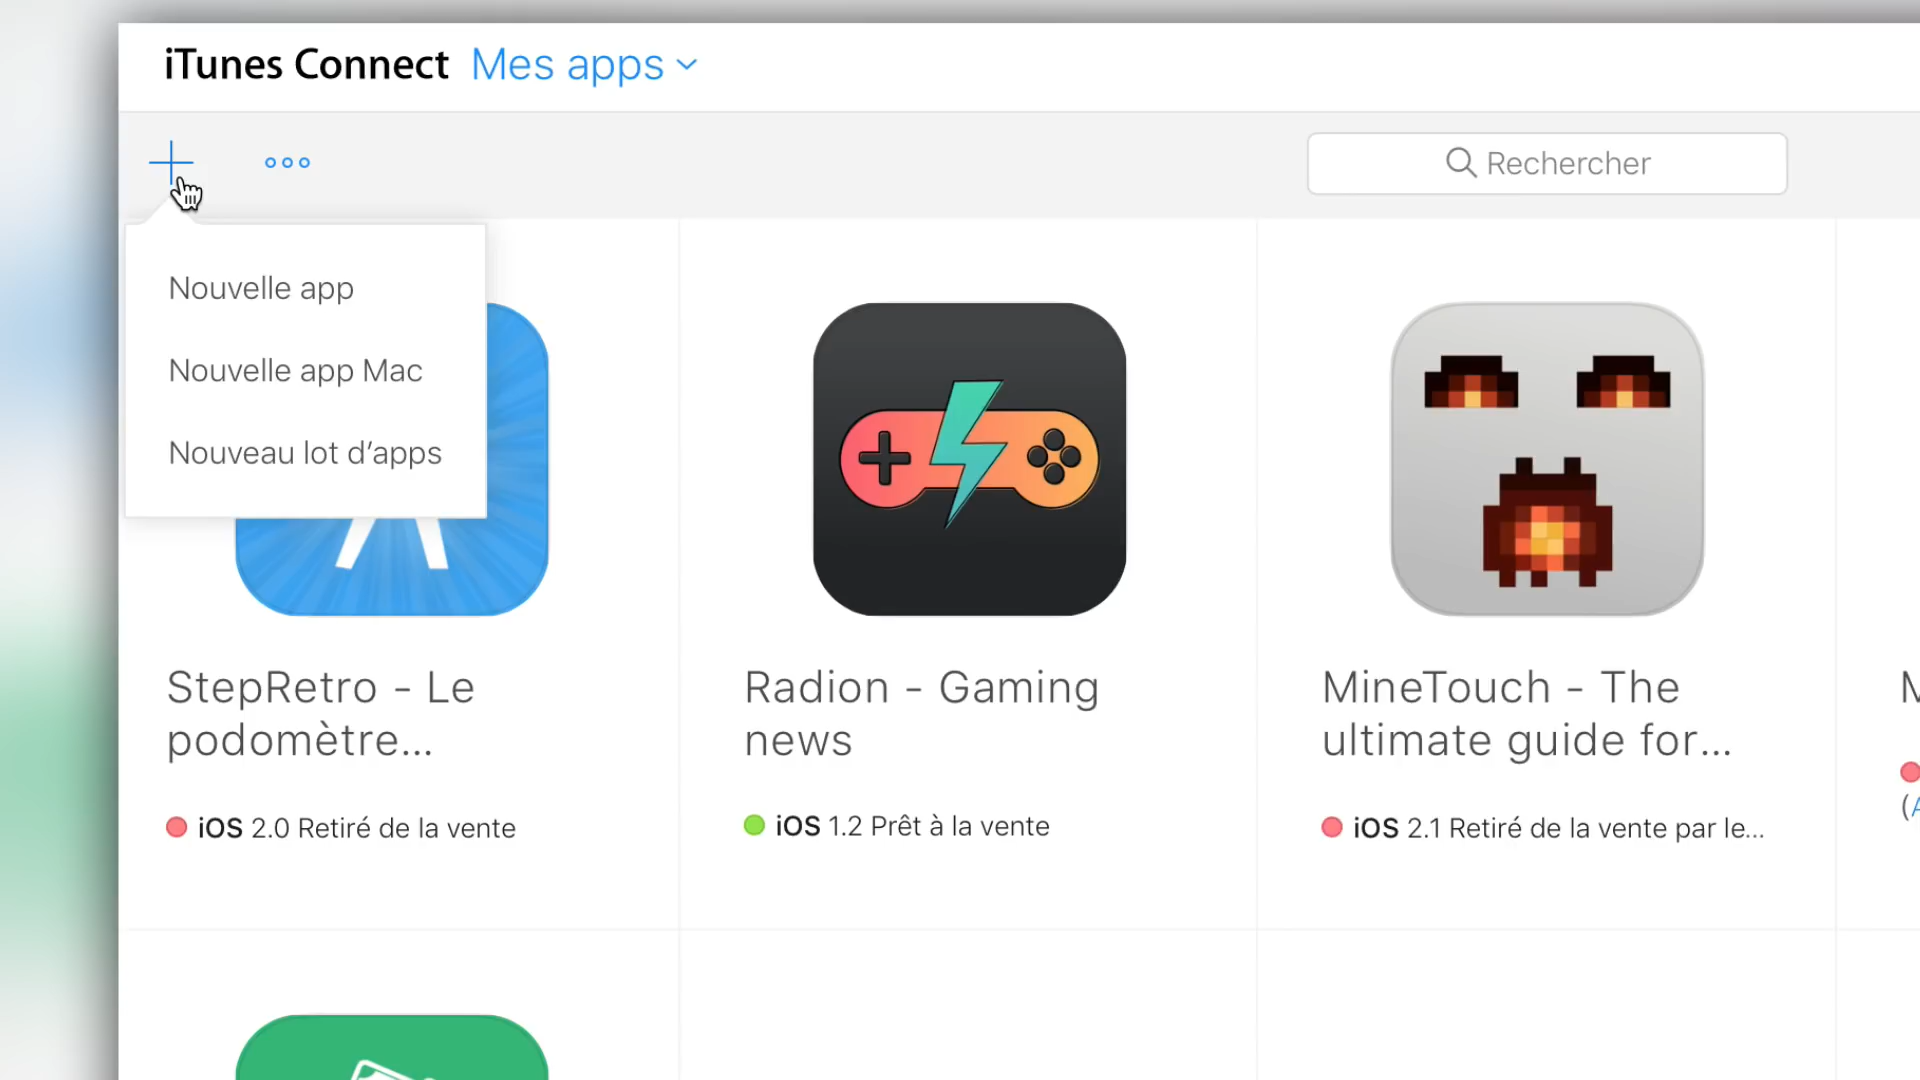 iTunes Connect Mes apps
Rechercher
Nouvelle app
Nouvelle app Mac
Nouveau lot d’apps
StepRetro - Le
podomètre...
iOS 2.0 Retiré de la vente
Radion - Gaming
news
iOS 1.2 Prêt à la vente
MineTouch - The
ultimate guide for...
iOS 2.1 Retiré de la vente par le...